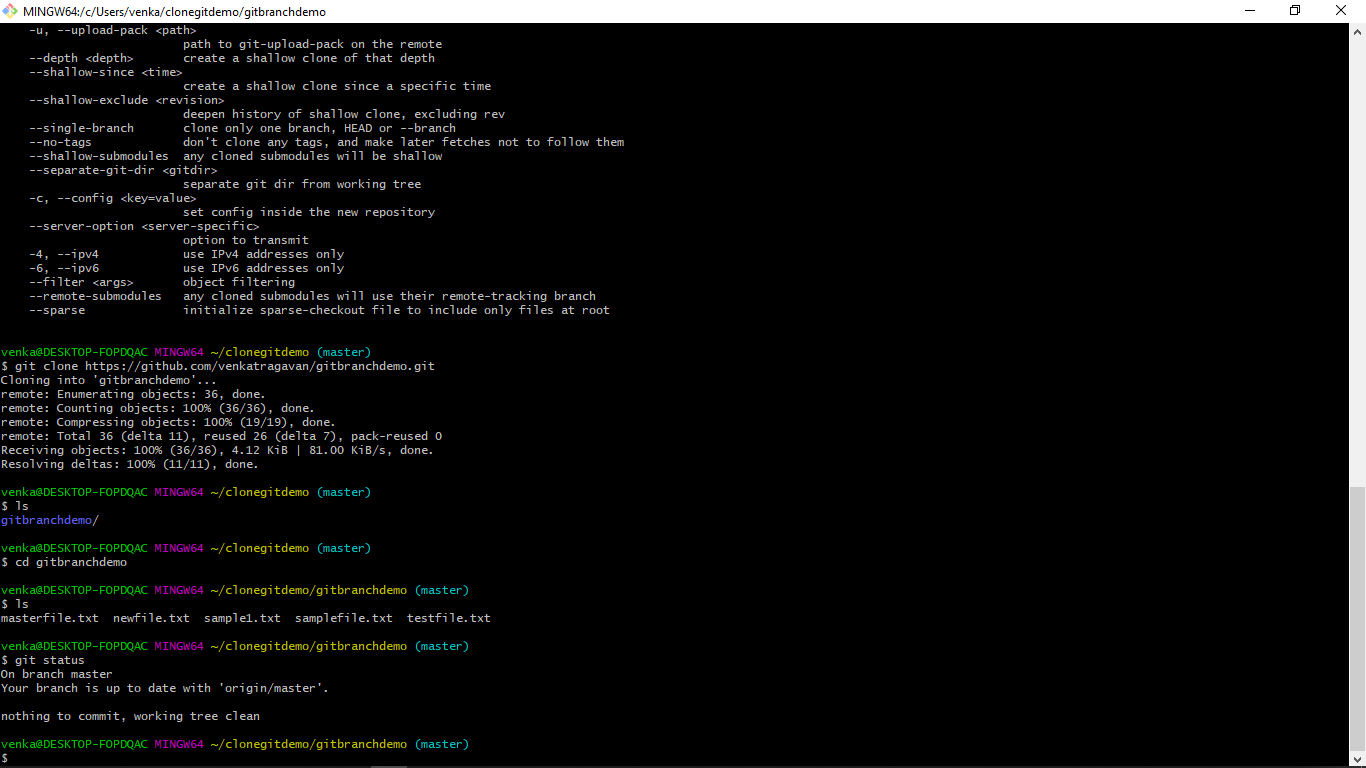 MINGW64:/c/Users/venka/clonegitdemo/gitbranchdemo
-u, --upload-pack <path>
path to git-upload-pack on the remote
--depth <depth> create a shallow clone of that depth
--shallow-since <time>
create a shallow clone since a specific time
--shallow-exclude <revision>
deepen history of shallow clone, excluding rev
--single-branch clone only one branch, HEAD or --branch
--no-tags don't clone any tags, and make later fetches not to follow them
--shallow-submodules any cloned submodules will be shallow
--separate-git-dir <gitdir>
separate git dir from working tree
-c, --config <key=value>
set config inside the new repository
--server-option <server-specific>
option to transmit
-4, --ipv4 use IPv4 addresses only
-6, --ipv6 use IPv6 addresses only
--filter <args> object filtering
--remote-submodules any cloned submodules will use their remote-tracking branch
--sparse initialize sparse-checkout file to include only files at root
venka@DESKTOP-FOPDQAC MINGW64 ~/clonegitdemo (master)
$ git clone https://github.com/venkatragavan/gitbranchdemo.git
Cloning into 'gitbranchdemo'...
remote: Enumerating objects: 36, done.
remote: Counting objects: 100% (36/36), done.
remote: Compressing objects: 100% (19/19), done.
remote: Total 36 (delta 11), reused 26 (delta 7), pack-reused 0
Receiving objects: 100% (36/36), 4.12 KiB | 81.00 KiB/s, done.
Resolving deltas: 100% (11/11), done.
venka@DESKTOP-FOPDQAC MINGW64 ~/clonegitdemo (master)
$ ls
gitbranchdemo/
venka@DESKTOP-FOPDQAC MINGW64 ~/clonegitdemo (master)
$ cd gitbranchdemo
venka@DESKTOP-FOPDQAC MINGW64 ~/clonegitdemo/gitbranchdemo (master)
$ ls
masterfile.txt newfile.txt sample1.txt samplefile.txt testfile.txt
venka@DESKTOP-FOPDQAC MINGW64 ~/clonegitdemo/gitbranchdemo (master)
$ git status
On branch master
Your branch is up to date with 'origin/master'.
nothing to commit, working tree clean
venka@DESKTOP-FOPDQAC MINGW64 ~/clonegitdemo/gitbranchdemo (master)
$